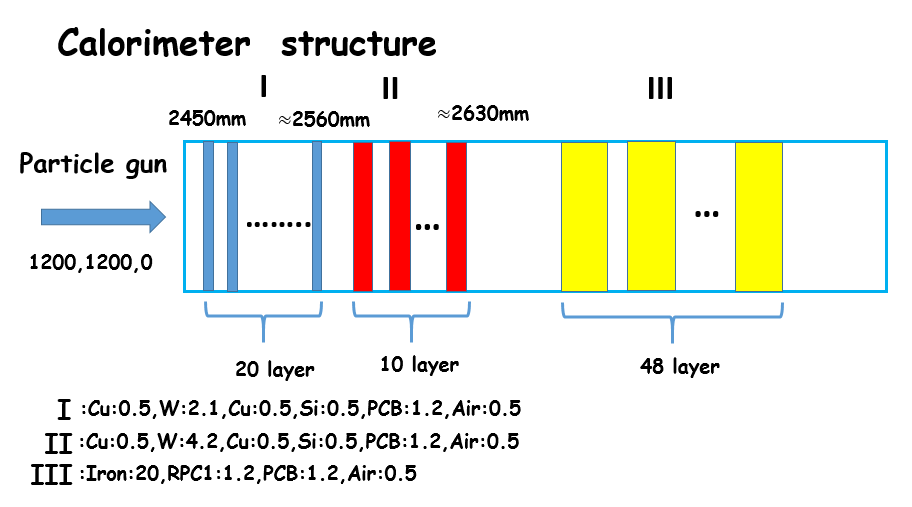 Calorimeter structure
I II III
2450mm ≈2560mm ≈2630mm
Particle gun
........ ... ...
1200,1200,0
20 layer 10 layer 48 layer
I :Cu:0.5,W:2.1,Cu:0.5,Si:0.5,PCB:1.2,Air:0.5
II :Cu:0.5,W:4.2,Cu:0.5,Si:0.5,PCB:1.2,Air:0.5
III :Iron:20,RPC1:1.2,PCB:1.2,Air:0.5